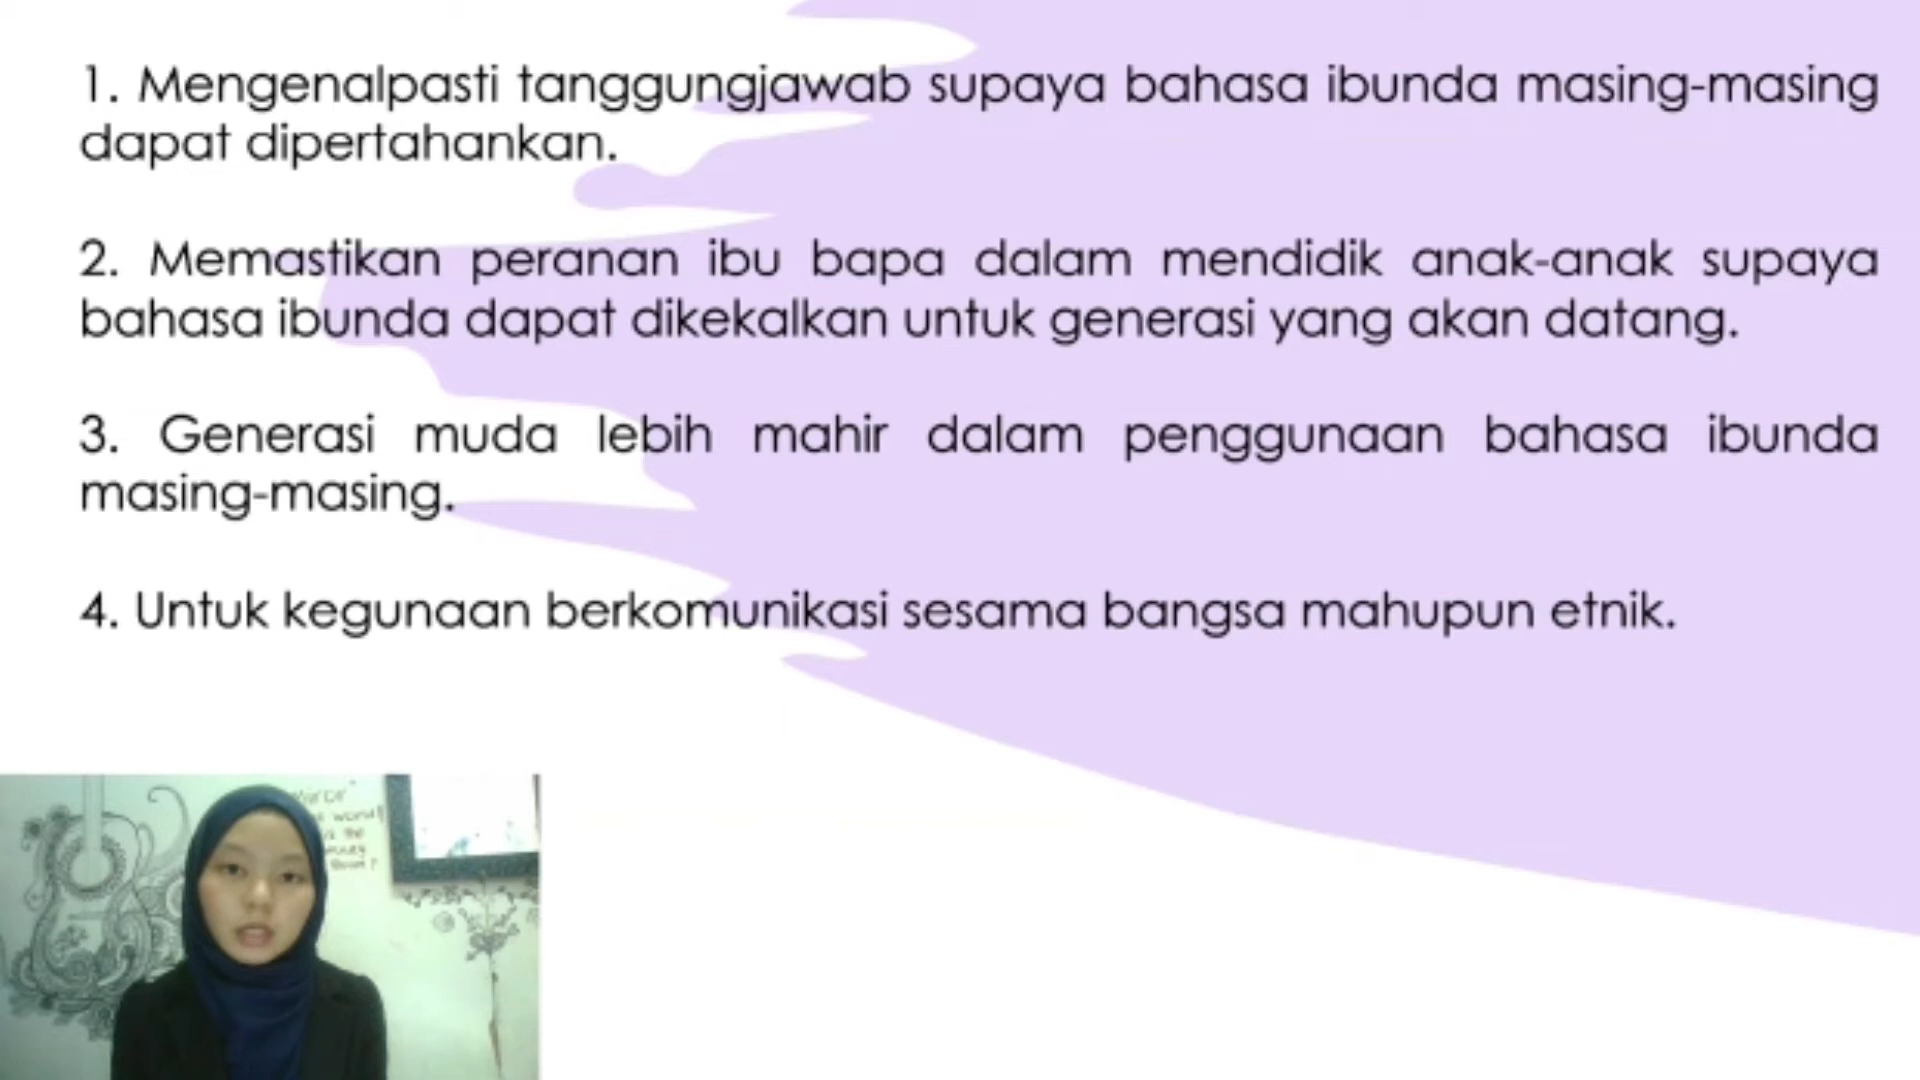 1. Mengenalpasti tanggungjawab supaya bahasa ibunda masing-masing
dapat dipertahankan.
2. Memastikan peranan ibu bapa dalam mendidik anak-anak supaya
bahasa ibunda dapat dikekalkan untuk generasi yang akan datang.
3. Generasi muda lebih mahir dalam penggunaan bahasa ibunda
masing-masing.
4. Untuk kegunaan berkomunikasi sesama bangsa mahupun etnik.